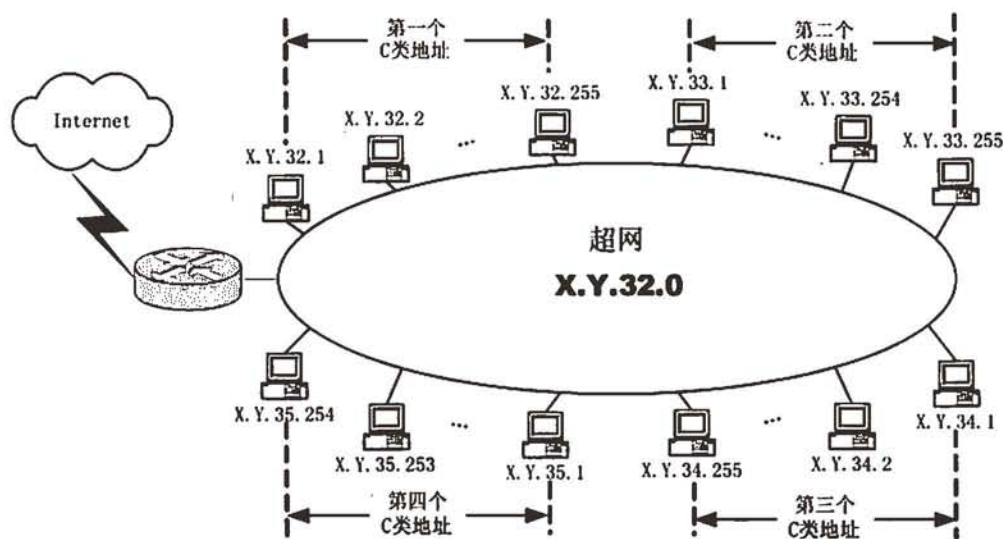 第一个
C类地址
第二个
C类地址
X.Y.32.255
X.Y.33.1
X.Y.32.2
...
...
X.Y.33.254
Internet
X.Y.32.1
X.Y.33.255
超网
X.Y.32.0
X.Y.35.254
X.Y.34.1
...
...
X.Y.35.253
X.Y.35.1
X.Y.34.255
X.Y.34.2
第四个
C类地址
第三个
C类地址